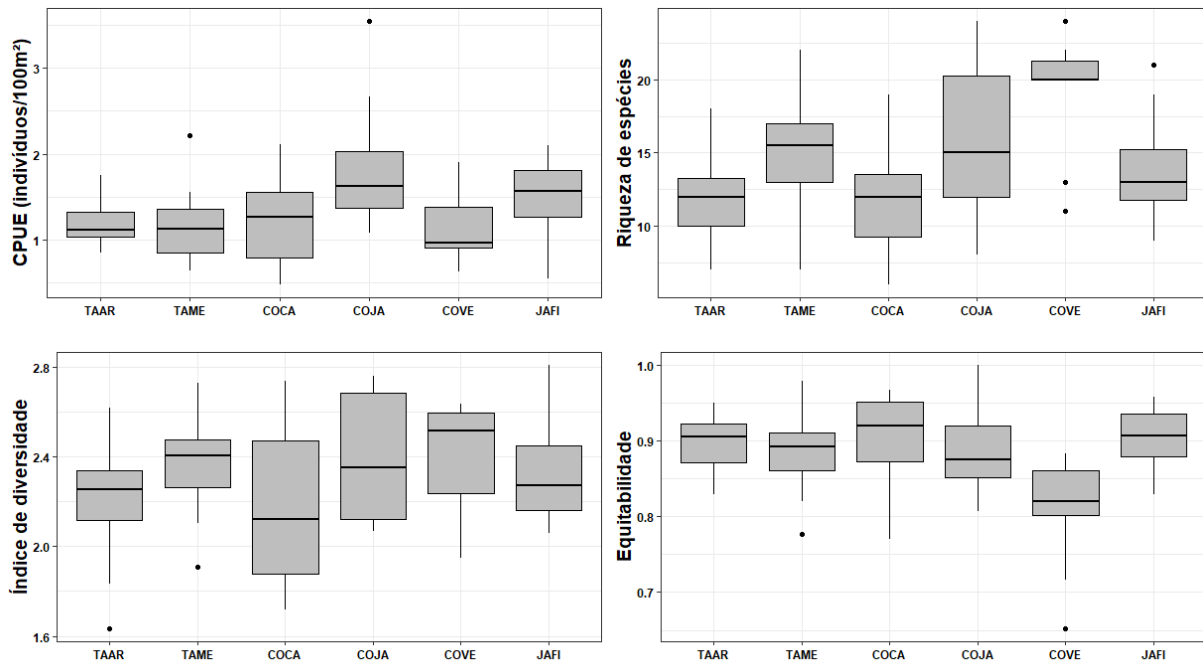 CPUE (indivíduos/100m²)
3
2
1
TAAR TAME COCA COJA COVE JAFI
Riqueza de espécies
20
15
10
TAAR TAME COCA COJA COVE JAFI
Índice de diversidade
2.8
2.4
2.0
1.6
TAAR TAME COCA COJA COVE JAFI
Equitabilidade
1.0
0.9
0.8
0.7
TAAR TAME COCA COJA COVE JAFI